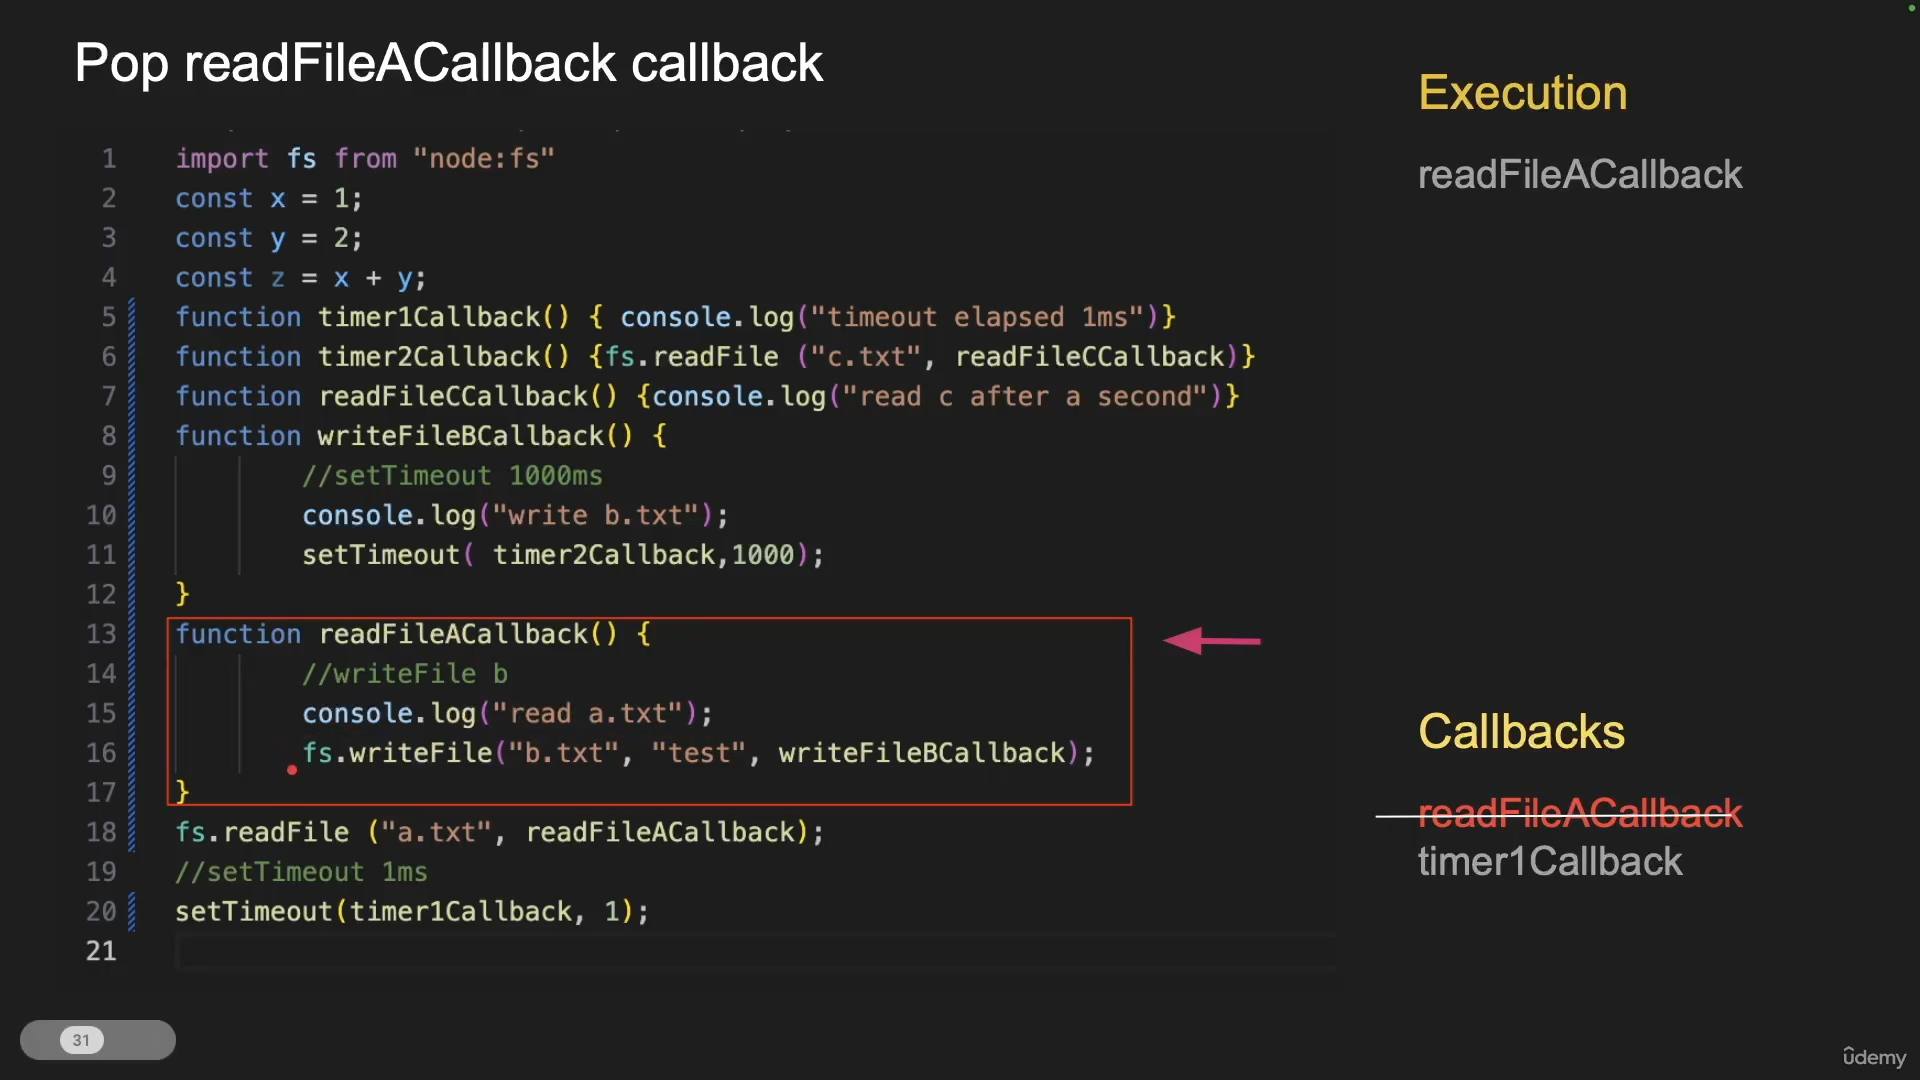 Pop readFileACallback callback
1 import fs from "node:fs"
2 const x = 1;
3 const y = 2;
4 const z = x + y;
5 function timer1Callback() { console.log("timeout elapsed 1ms")}
6 function timer2Callback() {fs.readFile ("c.txt", readFileCCallback)}
7 function readFileCCallback() {console.log("read c after a second")}
8 function writeFileBCallback() {
9 //setTimeout 1000ms
10 console.log("write b.txt");
11 setTimeout( timer2Callback,1000);
12 }
13 function readFileACallback() {
14 //writeFile b
15 console.log("read a.txt");
16 fs.writeFile("b.txt", "test", writeFileBCallback);
17 }
18 fs.readFile ("a.txt", readFileACallback);
19 //setTimeout 1ms
20 setTimeout(timer1Callback, 1);
21
Execution
readFileACallback
Callbacks
readFileACallback
timer1Callback
31
ûdemy